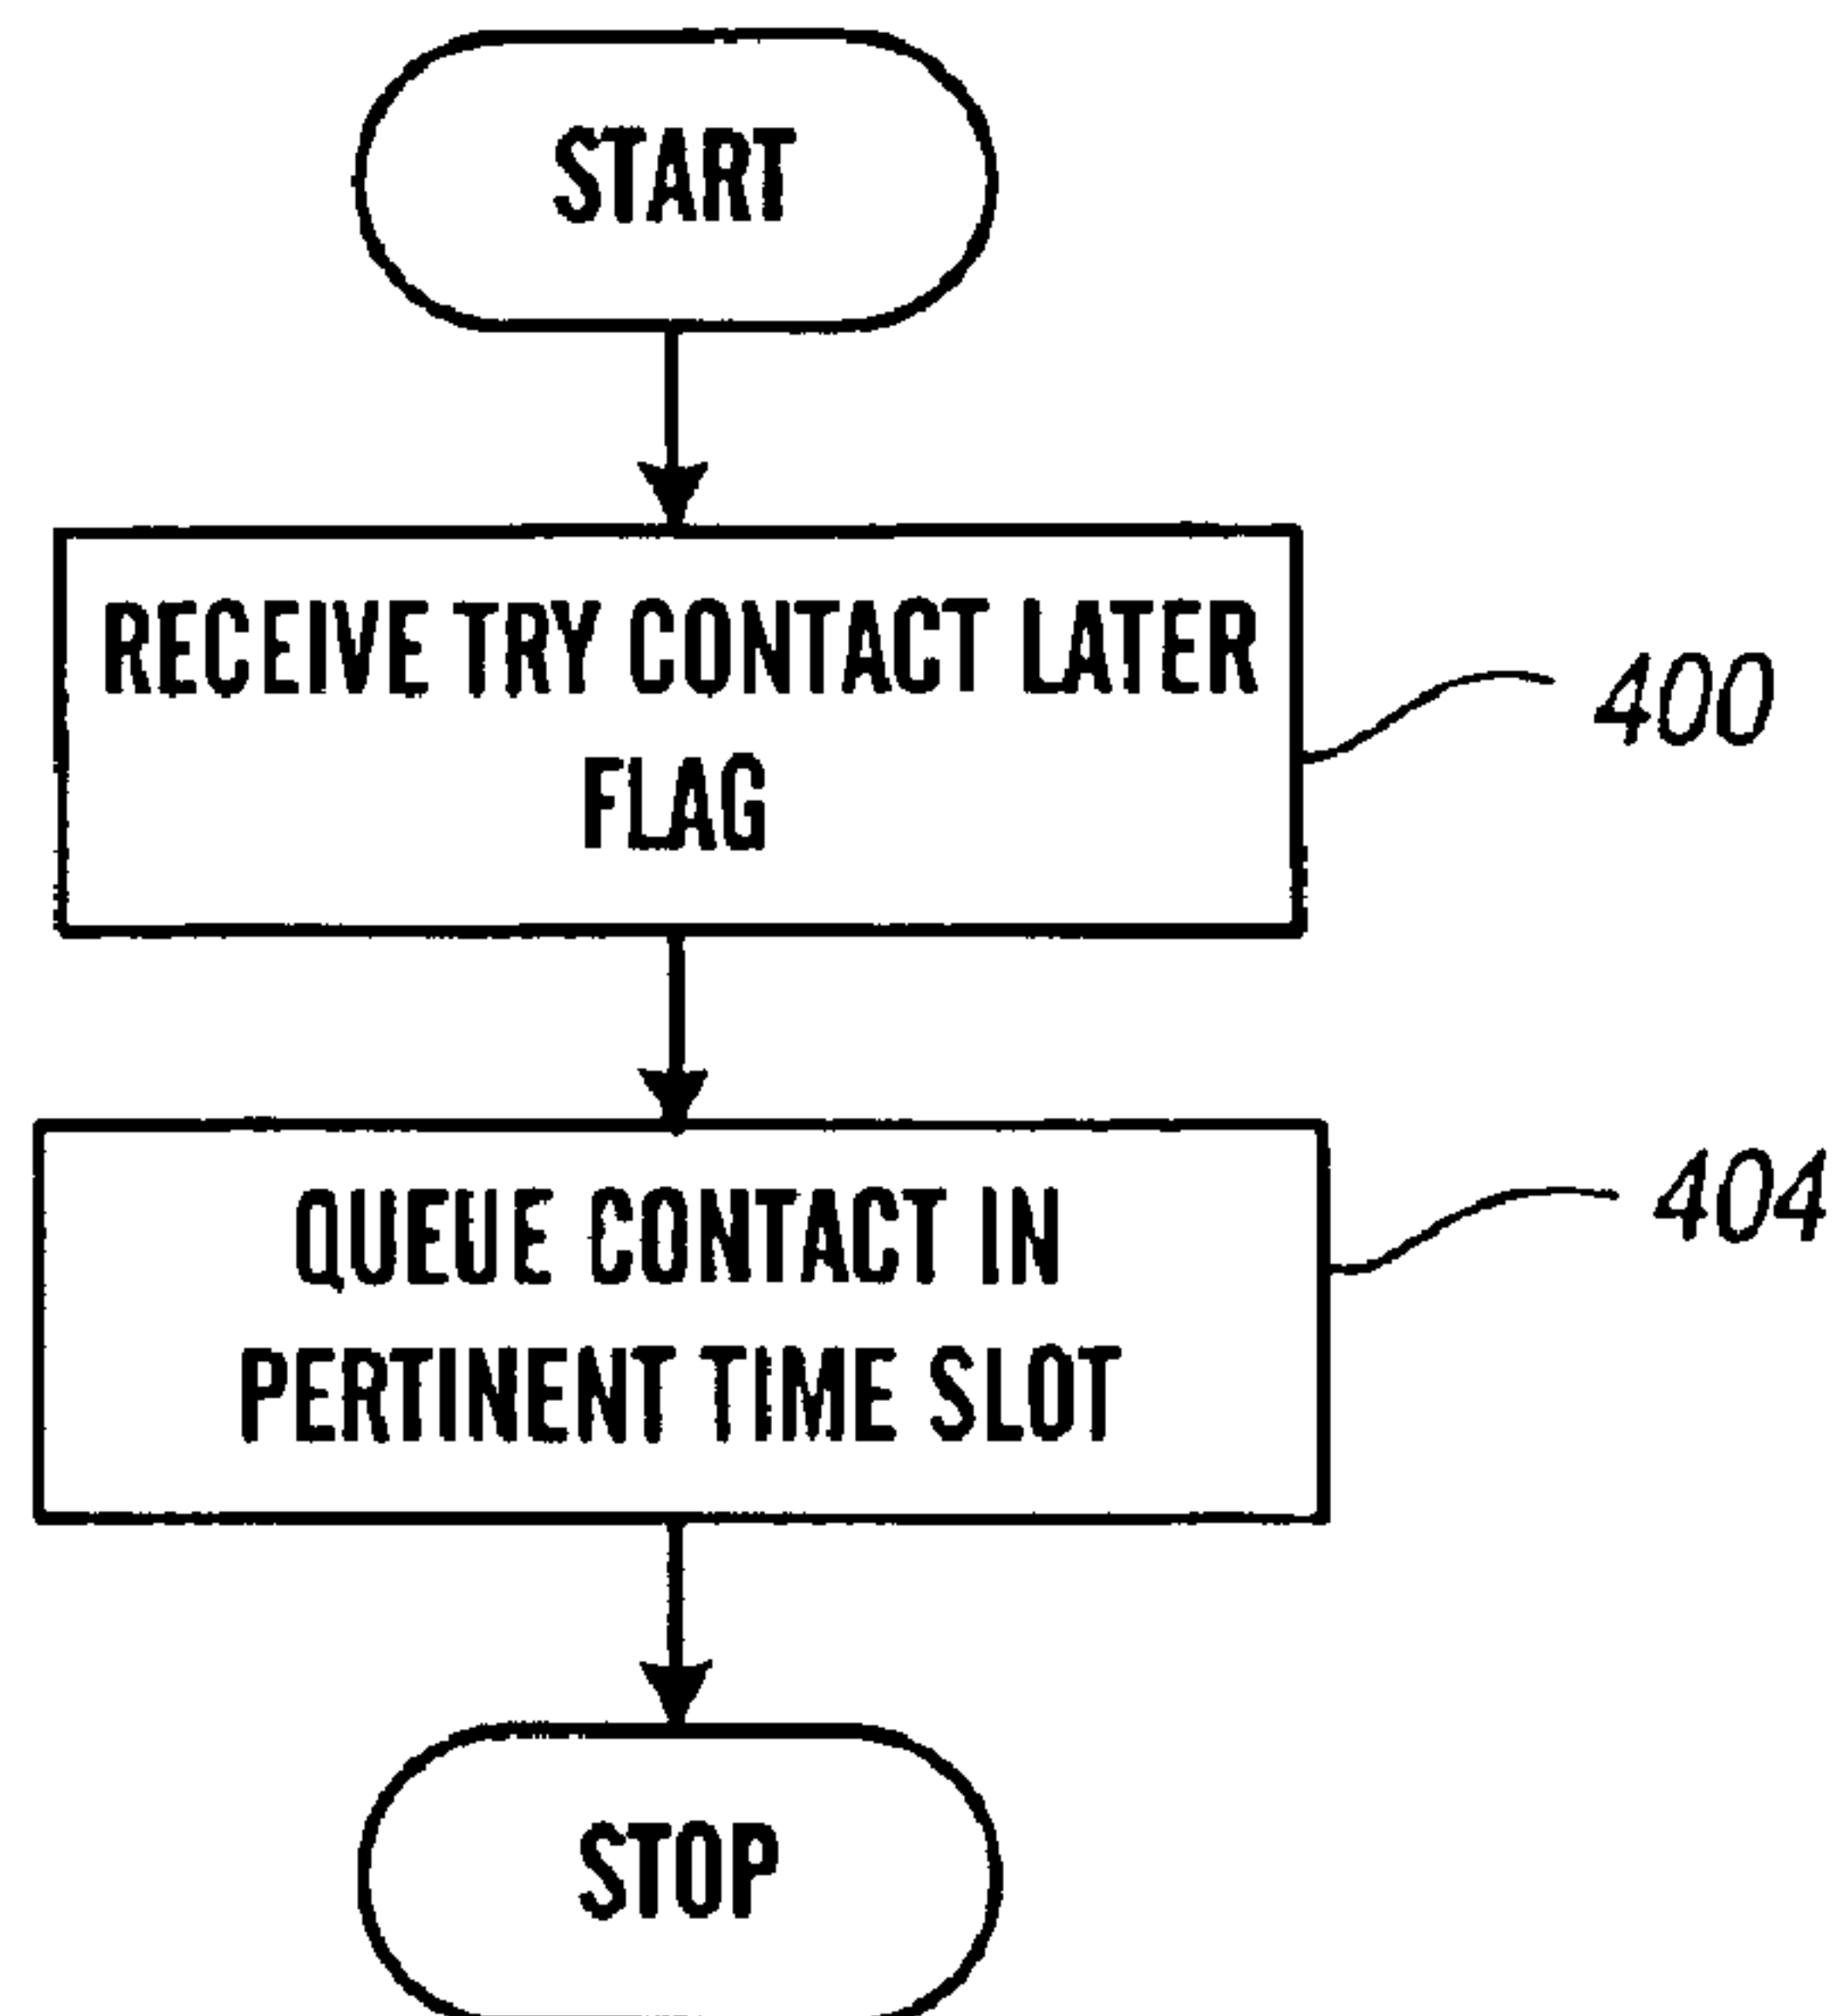 START
RECEIVE TRY CONTACT LATER
FLAG
400
QUEUE CONTACT IN
PERTINENT TIME SLOT
404
STOP